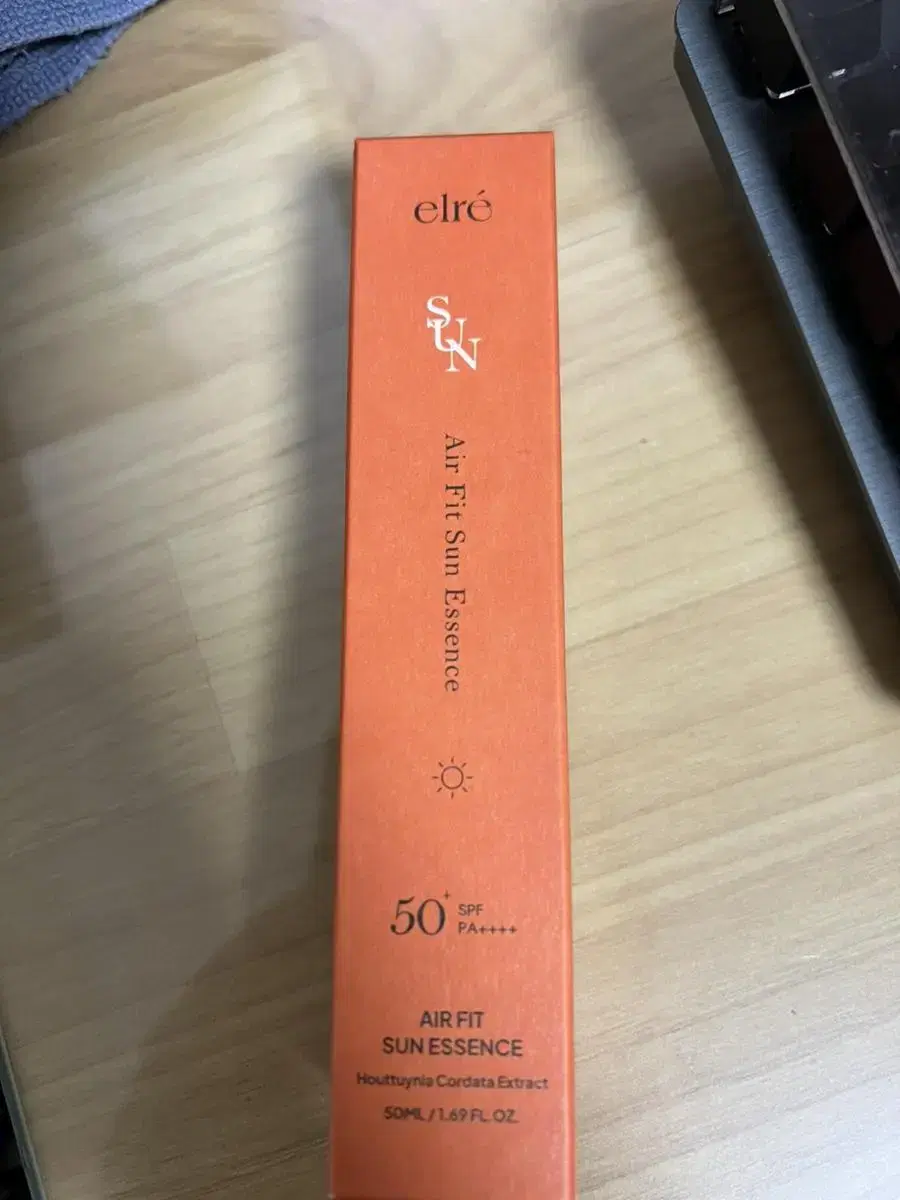 elré
SUN
Air Fit Sun Essence
50+ SPF
PA++++
AIR FIT
SUN ESSENCE
Houttuynia Cordata Extract
50ML / 1.69 FL. OZ.